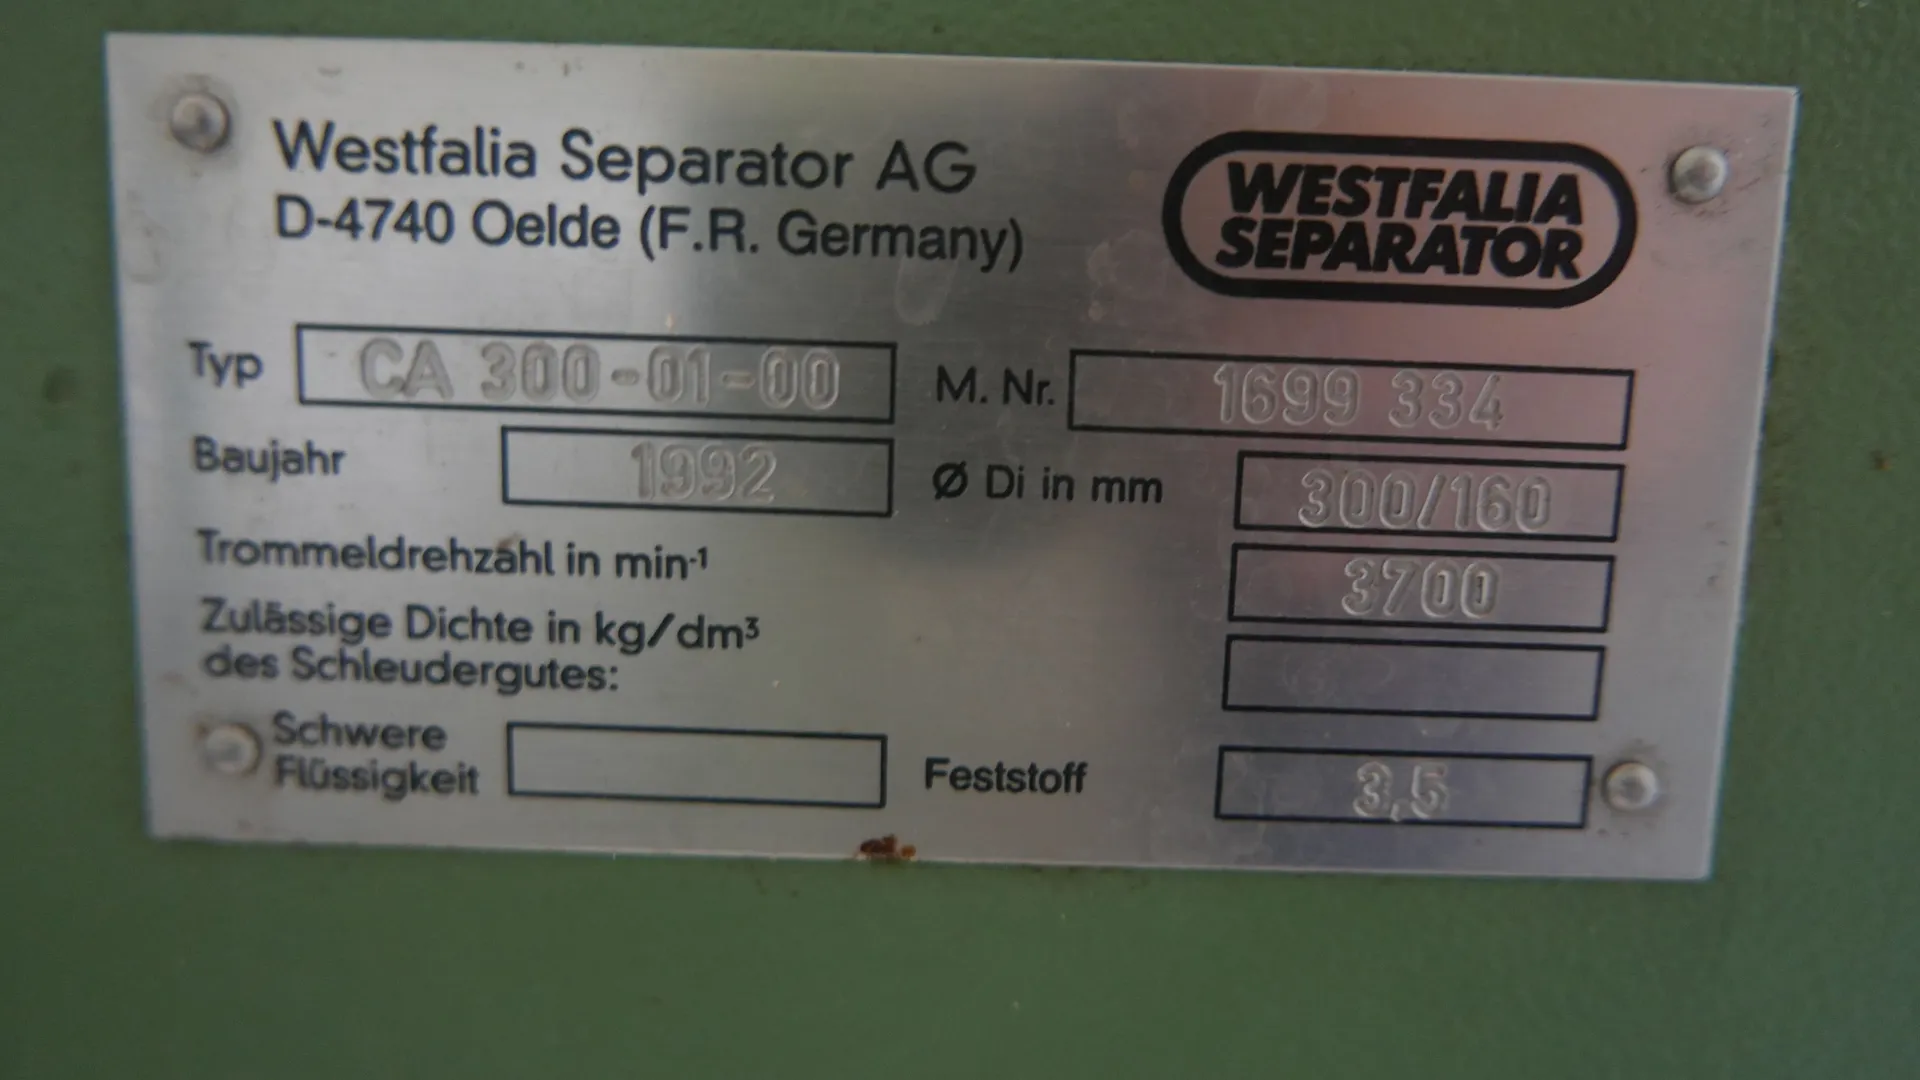 Westfalia Separator AG
D-4740 Oelde (F.R. Germany)
WESTFALIA
SEPARATOR
Typ CA 300-01-00 M. Nr. 1699 334
Baujahr 1992 Ø Di in mm 300/160
Trommeldrehzahl in min-¹ 3700
Zulässige Dichte in kg/dm³
des Schleudergutes:
Schwere
Flüssigkeit Feststoff 3,5